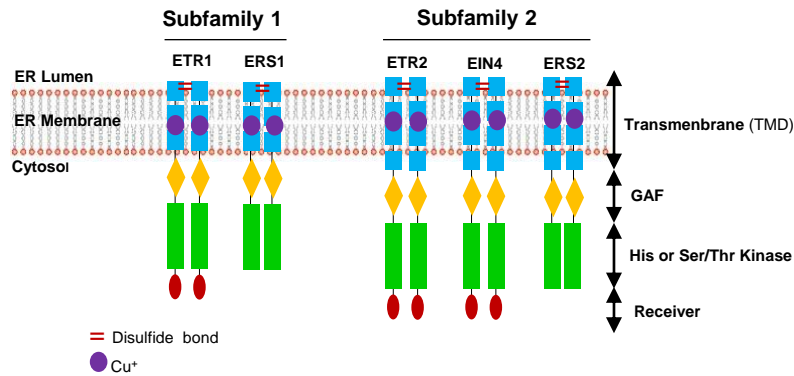 Subfamily 1
Subfamily 2
ETR1
ERS1
ETR2
EIN4
ERS2
ER Lumen
ER Membrane
Cytosol
Transmenbrane (TMD)
GAF
His or Ser/Thr Kinase
Receiver
= Disulfide bond
Cu⁺